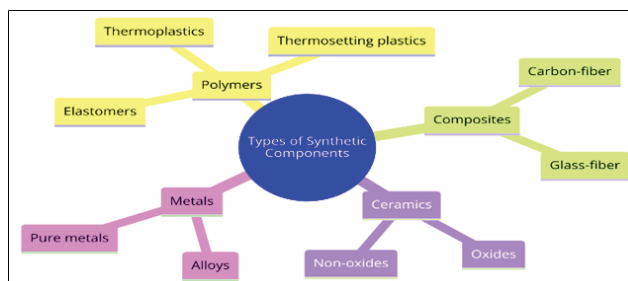 Thermoplastics
Thermosetting plastics
Polymers
Elastomers
Carbon-fiber
Composites
Glass-fiber
Types of Synthetic
Components
Metals
Pure metals
Alloys
Ceramics
Non-oxides
Oxides